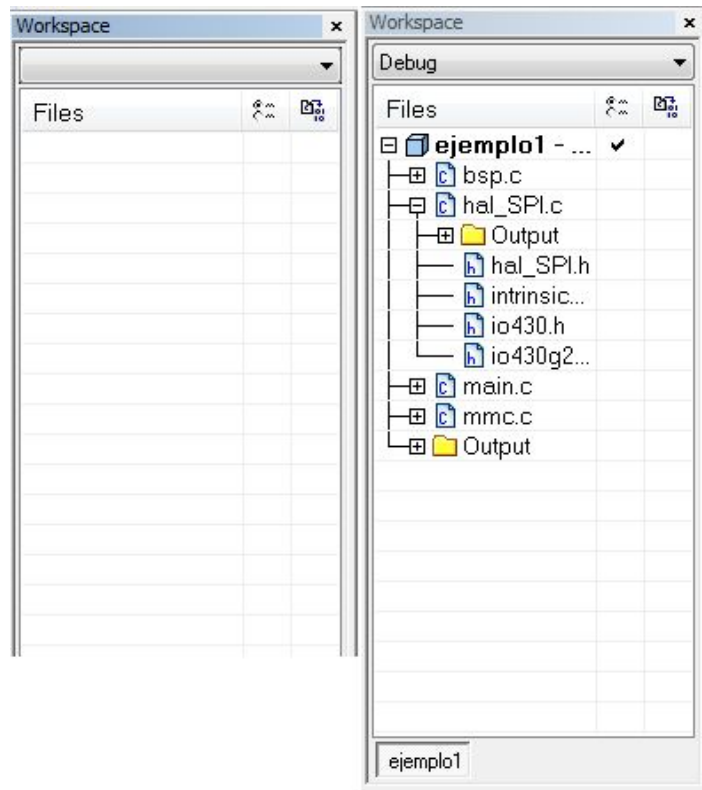 Workspace
Files
Workspace
Debug
Files
ejemplo1 - ...
bsp.c
hal_SPI.c
Output
hal_SPI.h
intrinsic...
io430.h
io430g2...
main.c
mmc.c
Output
ejemplo1